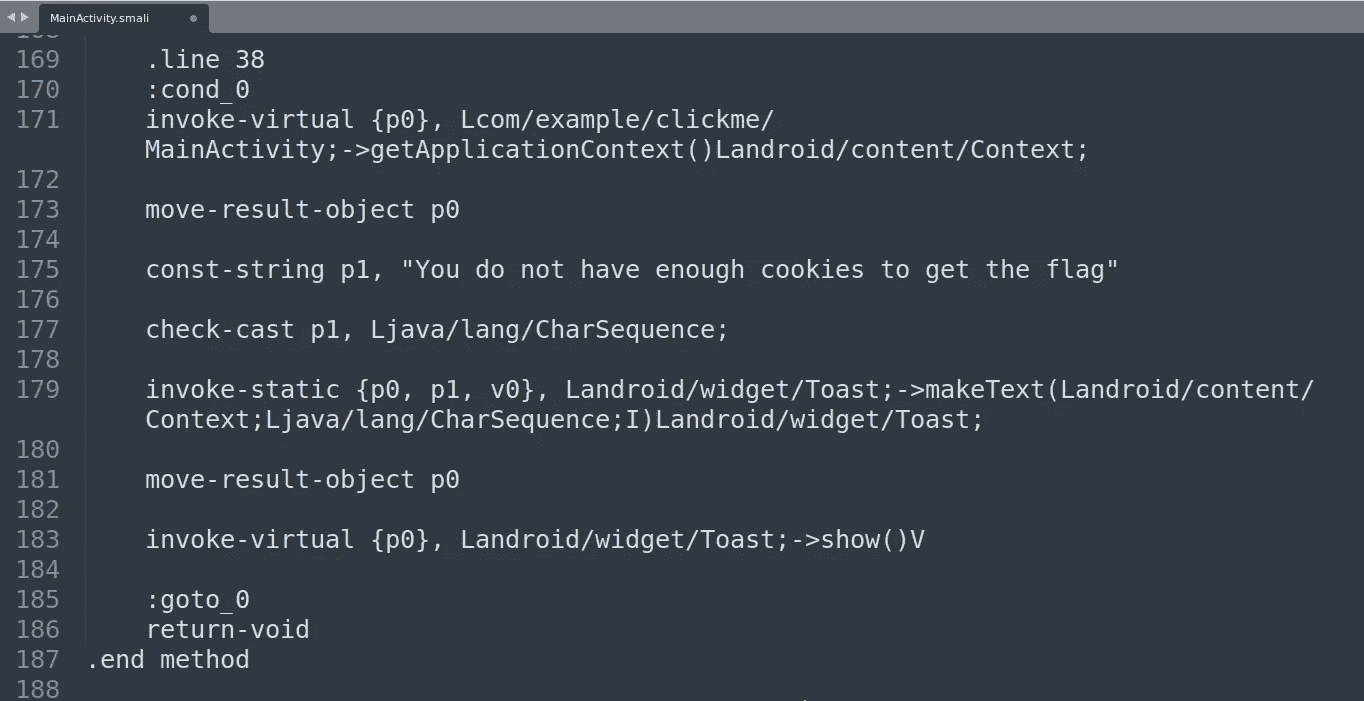 MainActivity.smali
169 .line 38
170 :cond_0
171 invoke-virtual {p0}, Lcom/example/clickme/
MainActivity;->getApplicationContext()Landroid/content/Context;
172
173 move-result-object p0
174
175 const-string p1, "You do not have enough cookies to get the flag"
176
177 check-cast p1, Ljava/lang/CharSequence;
178
179 invoke-static {p0, p1, v0}, Landroid/widget/Toast;->makeText(Landroid/content/
Context;Ljava/lang/CharSequence;I)Landroid/widget/Toast;
180
181 move-result-object p0
182
183 invoke-virtual {p0}, Landroid/widget/Toast;->show()V
184
185 :goto_0
186 return-void
187 .end method
188